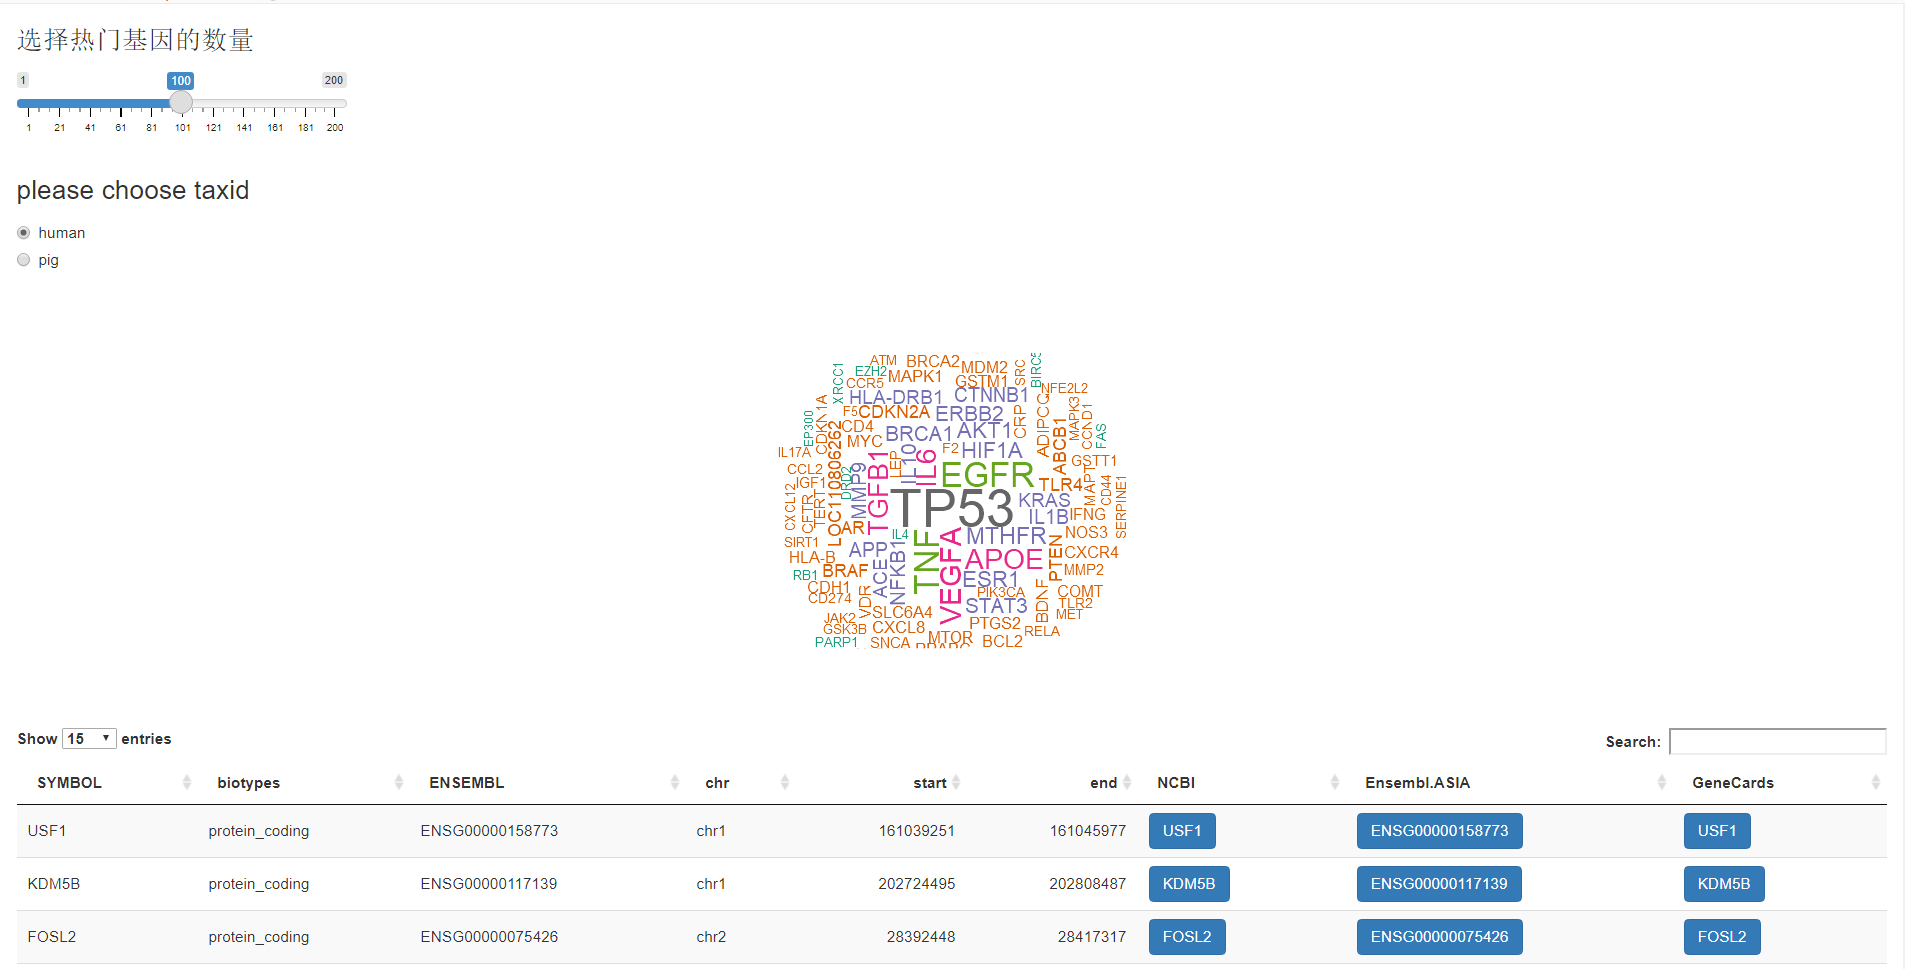 选择热门基因的数量
1 100 200
1 21 41 61 81 101 121 141 161 181 200
please choose taxid
human
pig
ATM BRCA2 MDM2 SRC
XRCC1 EZH2 MAPK1 GSTM1 NFE2L2
CCR5 HLA-DRB1 CTNNB1
CDKN1A F5 CDKN2A ERBB2 CRP ADIPOQ MAPK3 CCND1
EP300 CD4 BRCA1 AKT1 ABCB1 FAS
MYC IL10 F2 HIF1A
IL17A LOC110806262 LEP IL6 GSTT1
CCL2 DRD2 MMP9 TGFB1 EGFR TLR4 MAPT CD44
IGF1
CXCL12 CFTR TERT TP53 KRAS SERPINE1
AR IL1B IFNG
SIRT1 IL4 MTHFR NOS3
HLA-B APP TNF VEGFA APOE PTEN CXCR4
RB1 BRAF ACE NFKB1 ESR1 MMP2
CDH1 PIK3CA BDNF COMT
CD274 VDR STAT3 TLR2
JAK2 SLC6A4 MET
GSK3B CXCL8 PTGS2 RELA
PARP1 SNCA MTOR BCL2
Show 15 entries
Search:
SYMBOL biotypes ENSEMBL chr start end NCBI Ensembl.ASIA GeneCards
USF1 protein_coding ENSG00000158773 chr1 161039251 161045977 USF1 ENSG00000158773 USF1
KDM5B protein_coding ENSG00000117139 chr1 202724495 202808487 KDM5B ENSG00000117139 KDM5B
FOSL2 protein_coding ENSG00000075426 chr2 28392448 28417317 FOSL2 ENSG00000075426 FOSL2